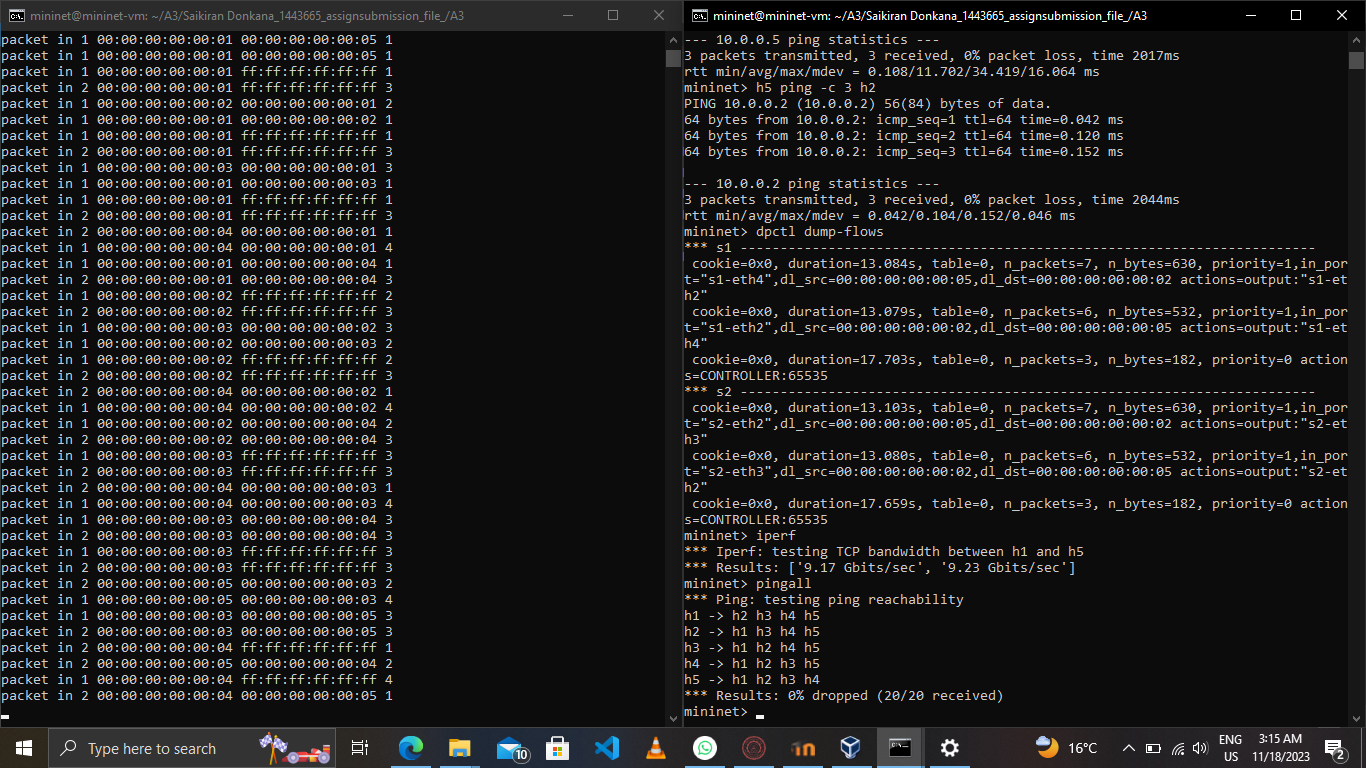 mininet@mininet-vm: ~/A3/Saikiran Donkana_1443665_assignsubmission_file_/A3
packet in 1 00:00:00:00:00:01 00:00:00:00:00:05 1
packet in 1 00:00:00:00:00:01 00:00:00:00:00:05 1
packet in 1 00:00:00:00:00:01 ff:ff:ff:ff:ff:ff 1
packet in 2 00:00:00:00:00:01 ff:ff:ff:ff:ff:ff 3
packet in 1 00:00:00:00:00:02 00:00:00:00:00:01 2
packet in 1 00:00:00:00:00:01 00:00:00:00:00:02 1
packet in 1 00:00:00:00:00:01 ff:ff:ff:ff:ff:ff 1
packet in 2 00:00:00:00:00:01 ff:ff:ff:ff:ff:ff 3
packet in 1 00:00:00:00:00:03 00:00:00:00:00:01 3
packet in 1 00:00:00:00:00:01 00:00:00:00:00:03 1
packet in 1 00:00:00:00:00:01 ff:ff:ff:ff:ff:ff 1
packet in 2 00:00:00:00:00:01 ff:ff:ff:ff:ff:ff 3
packet in 2 00:00:00:00:00:04 00:00:00:00:00:01 1
packet in 1 00:00:00:00:00:04 00:00:00:00:00:01 4
packet in 1 00:00:00:00:00:01 00:00:00:00:00:04 1
packet in 2 00:00:00:00:00:01 00:00:00:00:00:04 3
packet in 1 00:00:00:00:00:02 ff:ff:ff:ff:ff:ff 2
packet in 2 00:00:00:00:00:02 ff:ff:ff:ff:ff:ff 3
packet in 1 00:00:00:00:00:03 00:00:00:00:00:02 3
packet in 1 00:00:00:00:00:02 00:00:00:00:00:03 2
packet in 1 00:00:00:00:00:02 ff:ff:ff:ff:ff:ff 2
packet in 2 00:00:00:00:00:02 ff:ff:ff:ff:ff:ff 3
packet in 2 00:00:00:00:00:04 00:00:00:00:00:02 1
packet in 1 00:00:00:00:00:04 00:00:00:00:00:02 4
packet in 1 00:00:00:00:00:02 00:00:00:00:00:04 2
packet in 2 00:00:00:00:00:02 00:00:00:00:00:04 3
packet in 1 00:00:00:00:00:03 ff:ff:ff:ff:ff:ff 3
packet in 2 00:00:00:00:00:03 ff:ff:ff:ff:ff:ff 3
packet in 2 00:00:00:00:00:04 00:00:00:00:00:03 1
packet in 1 00:00:00:00:00:04 00:00:00:00:00:03 4
packet in 1 00:00:00:00:00:03 00:00:00:00:00:04 3
packet in 2 00:00:00:00:00:03 00:00:00:00:00:04 3
packet in 1 00:00:00:00:00:03 ff:ff:ff:ff:ff:ff 3
packet in 2 00:00:00:00:00:03 ff:ff:ff:ff:ff:ff 3
packet in 2 00:00:00:00:00:05 00:00:00:00:00:03 2
packet in 1 00:00:00:00:00:05 00:00:00:00:00:03 4
packet in 1 00:00:00:00:00:03 00:00:00:00:00:05 3
packet in 2 00:00:00:00:00:03 00:00:00:00:00:05 3
packet in 2 00:00:00:00:00:04 ff:ff:ff:ff:ff:ff 1
packet in 2 00:00:00:00:00:05 00:00:00:00:00:04 2
packet in 1 00:00:00:00:00:04 ff:ff:ff:ff:ff:ff 4
packet in 2 00:00:00:00:00:04 00:00:00:00:00:05 1
mininet@mininet-vm: ~/A3/Saikiran Donkana_1443665_assignsubmission_file_/A3
--- 10.0.0.5 ping statistics ---
3 packets transmitted, 3 received, 0% packet loss, time 2017ms
rtt min/avg/max/mdev = 0.108/11.702/34.419/16.064 ms
mininet> h5 ping -c 3 h2
PING 10.0.0.2 (10.0.0.2) 56(84) bytes of data.
64 bytes from 10.0.0.2: icmp_seq=1 ttl=64 time=0.042 ms
64 bytes from 10.0.0.2: icmp_seq=2 ttl=64 time=0.120 ms
64 bytes from 10.0.0.2: icmp_seq=3 ttl=64 time=0.152 ms
--- 10.0.0.2 ping statistics ---
3 packets transmitted, 3 received, 0% packet loss, time 2044ms
rtt min/avg/max/mdev = 0.042/0.104/0.152/0.046 ms
mininet> dpctl dump-flows
*** s1 ------------------------------------------------------------------------
cookie=0x0, duration=13.084s, table=0, n_packets=7, n_bytes=630, priority=1,in_por
t="s1-eth4",dl_src=00:00:00:00:00:05,dl_dst=00:00:00:00:00:02 actions=output:"s1-et
h2"
cookie=0x0, duration=13.079s, table=0, n_packets=6, n_bytes=532, priority=1,in_por
t="s1-eth2",dl_src=00:00:00:00:00:02,dl_dst=00:00:00:00:00:05 actions=output:"s1-et
h4"
cookie=0x0, duration=17.703s, table=0, n_packets=3, n_bytes=182, priority=0 action
s=CONTROLLER:65535
*** s2 ------------------------------------------------------------------------
cookie=0x0, duration=13.103s, table=0, n_packets=7, n_bytes=630, priority=1,in_por
t="s2-eth2",dl_src=00:00:00:00:00:05,dl_dst=00:00:00:00:00:02 actions=output:"s2-et
h3"
cookie=0x0, duration=13.080s, table=0, n_packets=6, n_bytes=532, priority=1,in_por
t="s2-eth3",dl_src=00:00:00:00:00:02,dl_dst=00:00:00:00:00:05 actions=output:"s2-et
h2"
cookie=0x0, duration=17.659s, table=0, n_packets=3, n_bytes=182, priority=0 action
s=CONTROLLER:65535
mininet> iperf
*** Iperf: testing TCP bandwidth between h1 and h5
*** Results: ['9.17 Gbits/sec', '9.23 Gbits/sec']
mininet> pingall
*** Ping: testing ping reachability
h1 -> h2 h3 h4 h5
h2 -> h1 h3 h4 h5
h3 -> h1 h2 h4 h5
h4 -> h1 h2 h3 h5
h5 -> h1 h2 h3 h4
*** Results: 0% dropped (20/20 received)
mininet>
Type here to search
10
16°C
ENG
US
3:15 AM
11/18/2023
2